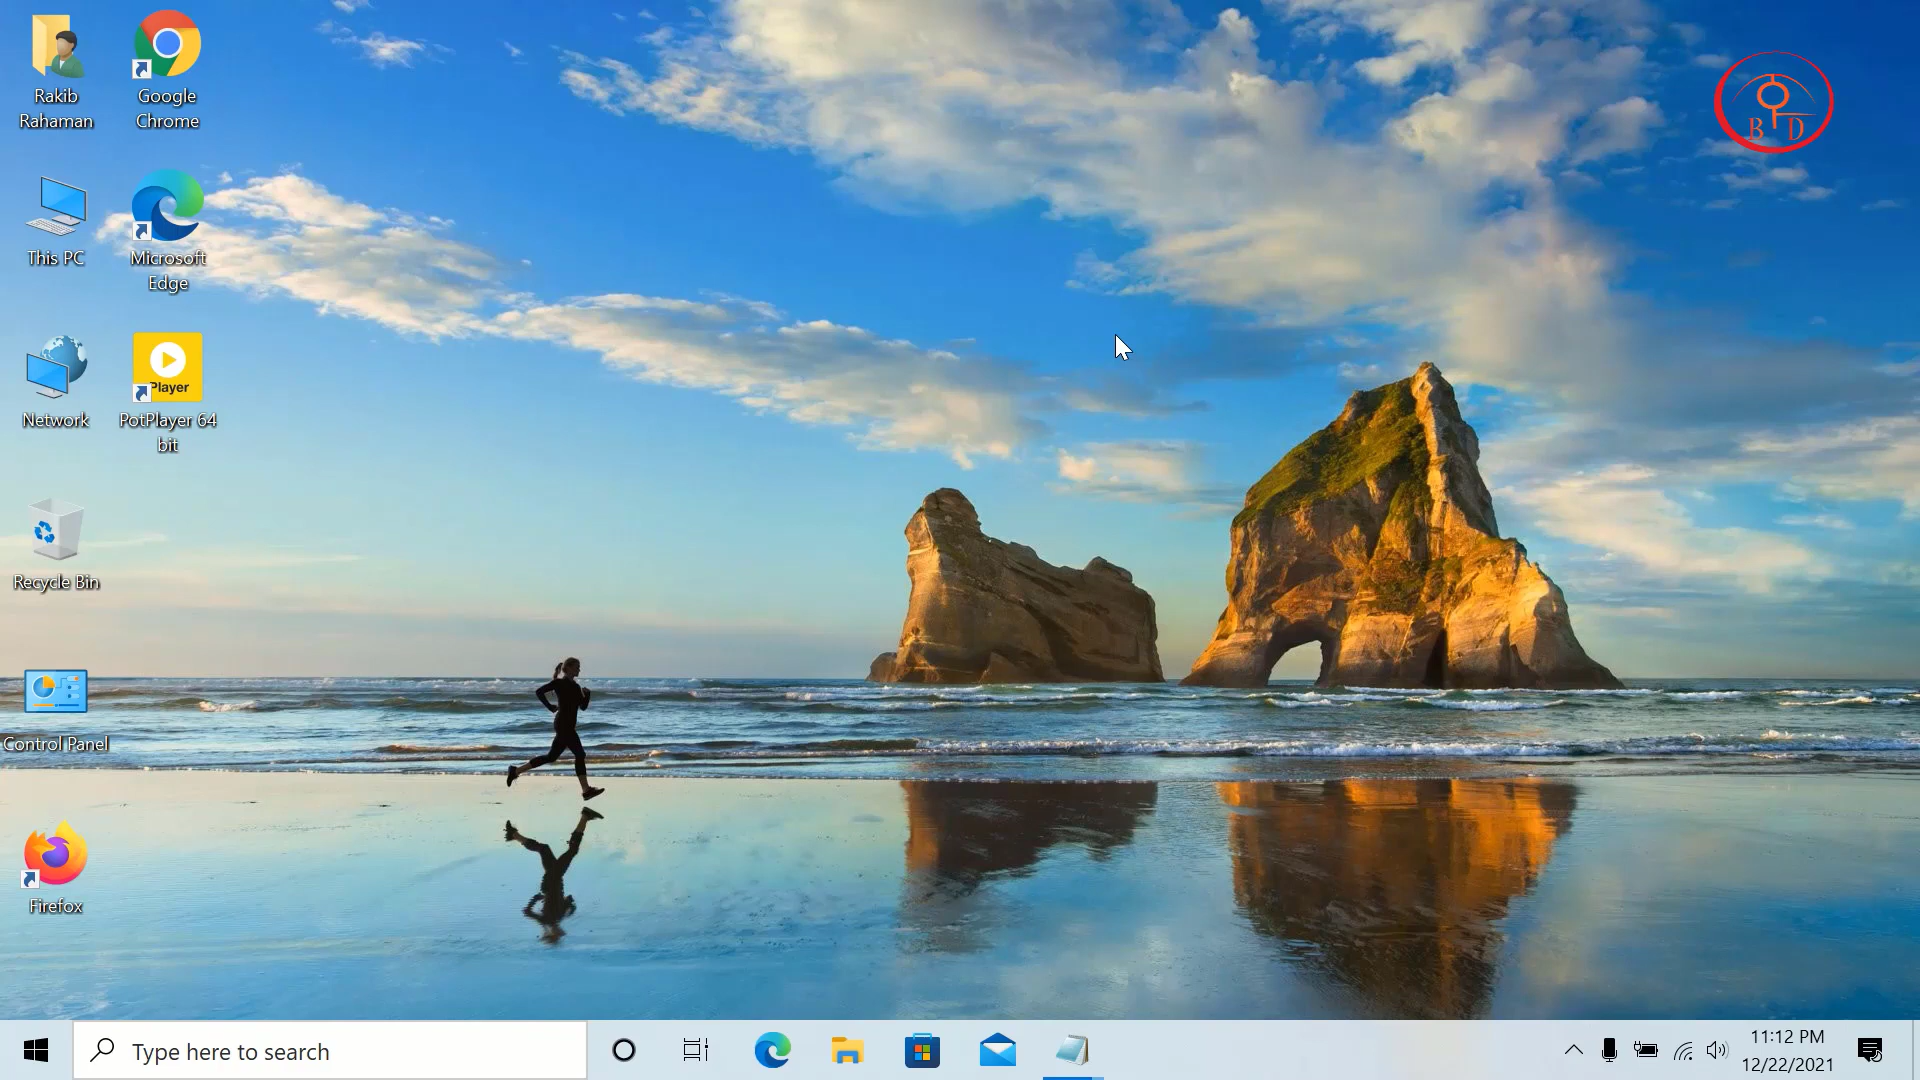 Rakib
Rahaman
Google
Chrome
This PC
Microsoft
Edge
Network
Player
PotPlayer 64
bit
Recycle Bin
Control Panel
Firefox
B D
Type here to search
11:12 PM
12/22/2021